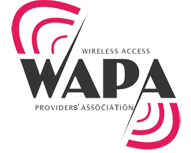 WIRELESS ACCESS
WAPA
PROVIDERS' ASSOCIATION